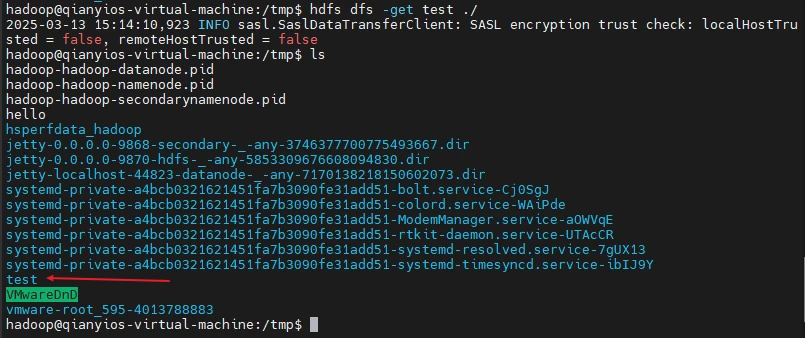 hadoop@qianyios-virtual-machine:/tmp$ hdfs dfs -get test ./
2025-03-13 15:14:10,923 INFO sasl.SaslDataTransferClient: SASL encryption trust check: localHostTru
sted = false, remoteHostTrusted = false
hadoop@qianyios-virtual-machine:/tmp$ ls
hadoop-hadoop-datanode.pid
hadoop-hadoop-namenode.pid
hadoop-hadoop-secondarynamenode.pid
hello
hsperfdata_hadoop
jetty-0.0.0.0-9868-secondary-_-any-3746377700775493667.dir
jetty-0.0.0.0-9870-hdfs-_-any-5853309676608094830.dir
jetty-localhost-44823-datanode-_-any-7170138218150602073.dir
systemd-private-a4bcb0321621451fa7b3090fe31add51-bolt.service-Cj0SgJ
systemd-private-a4bcb0321621451fa7b3090fe31add51-colord.service-WAiPde
systemd-private-a4bcb0321621451fa7b3090fe31add51-ModemManager.service-aOWVqE
systemd-private-a4bcb0321621451fa7b3090fe31add51-rtkit-daemon.service-UTAcCR
systemd-private-a4bcb0321621451fa7b3090fe31add51-systemd-resolved.service-7gUX13
systemd-private-a4bcb0321621451fa7b3090fe31add51-systemd-timesyncd.service-ibIJ9Y
test
VMwareDnD
vmware-root_595-4013788883
hadoop@qianyios-virtual-machine:/tmp$